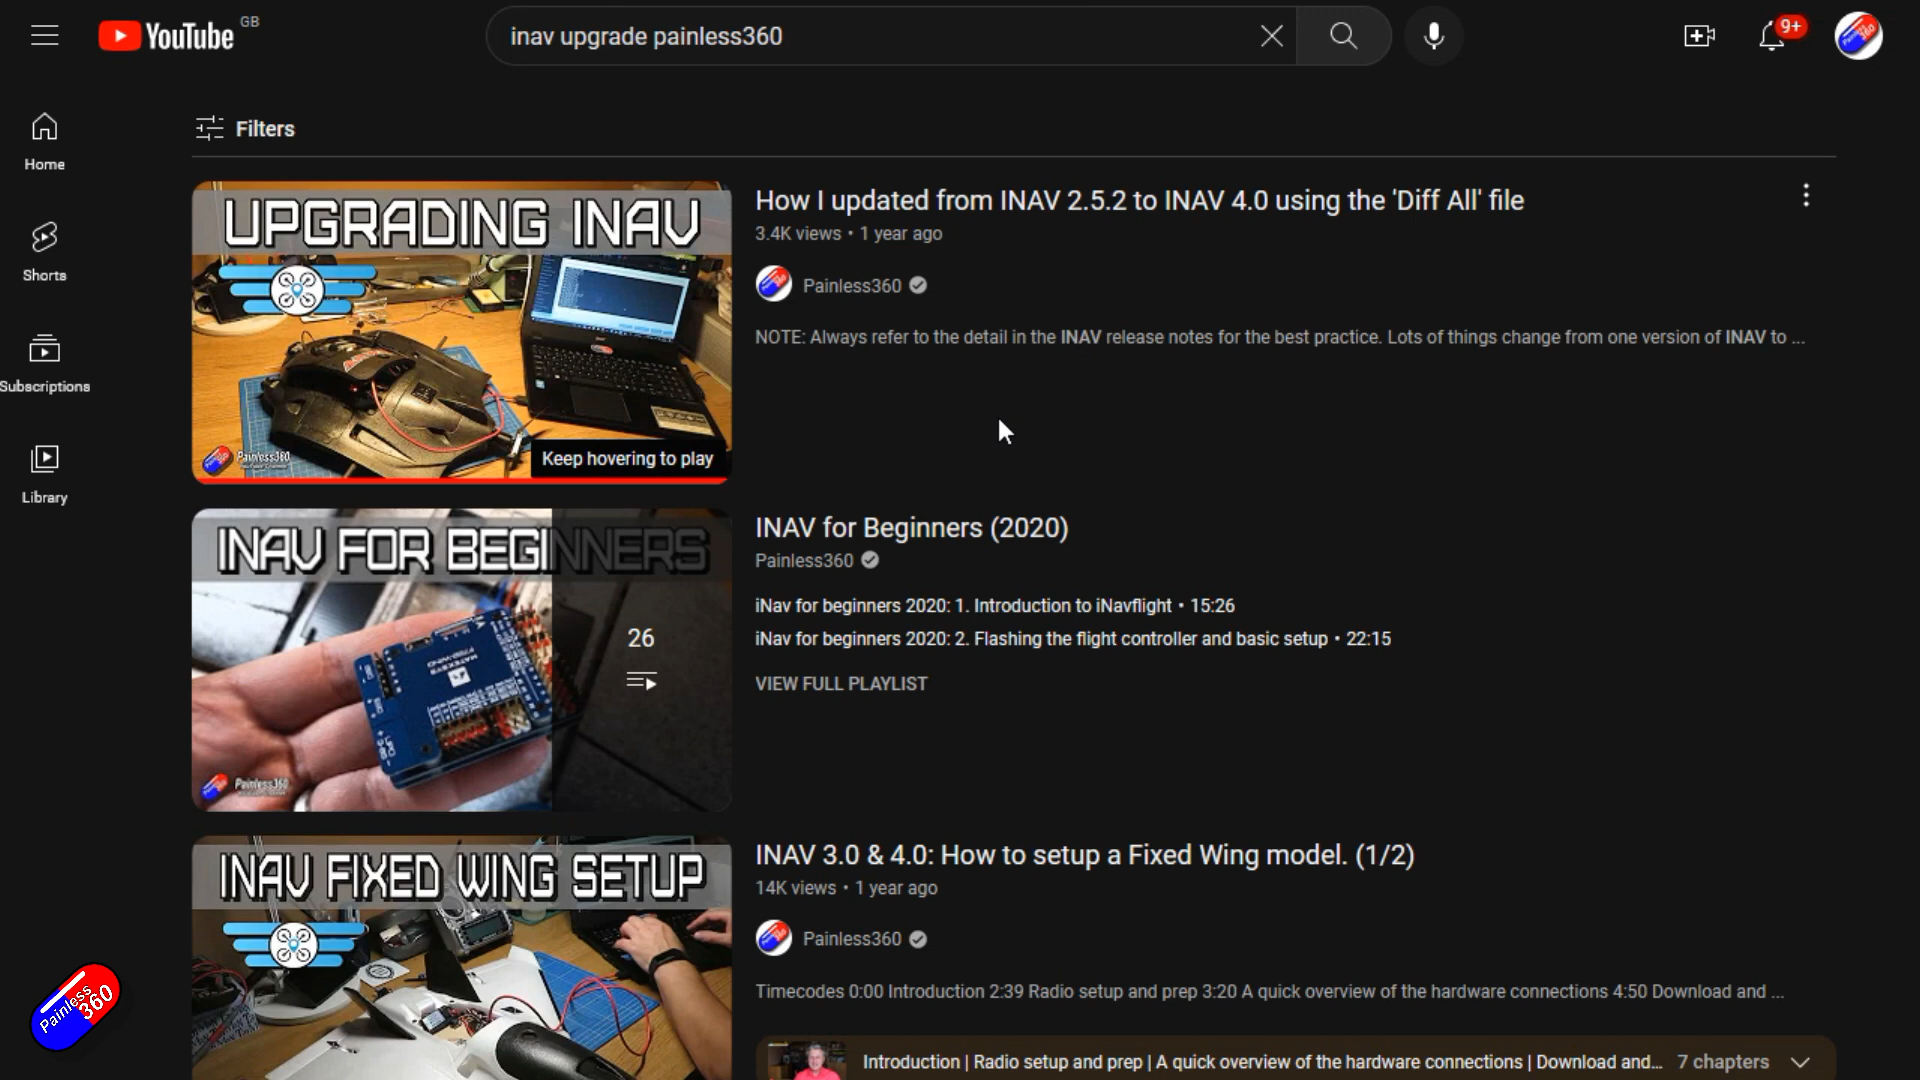 YouTube GB
inav upgrade painless360
9+
Home
Shorts
Subscriptions
Library
Filters
UPGRADING INAV
Painless360
Keep hovering to play
How I updated from INAV 2.5.2 to INAV 4.0 using the 'Diff All' file
3.4K views • 1 year ago
Painless360
NOTE: Always refer to the detail in the INAV release notes for the best practice. Lots of things change from one version of INAV to ...
INAV FOR BEGINNERS
26
Painless360
INAV for Beginners (2020)
Painless360
iNav for beginners 2020: 1. Introduction to iNavflight • 15:26
iNav for beginners 2020: 2. Flashing the flight controller and basic setup • 22:15
VIEW FULL PLAYLIST
INAV FIXED WING SETUP
INAV 3.0 & 4.0: How to setup a Fixed Wing model. (1/2)
14K views • 1 year ago
Painless360
Timecodes 0:00 Introduction 2:39 Radio setup and prep 3:20 A quick overview of the hardware connections 4:50 Download and ...
Introduction | Radio setup and prep | A quick overview of the hardware connections | Download and... 7 chapters
Painless 360